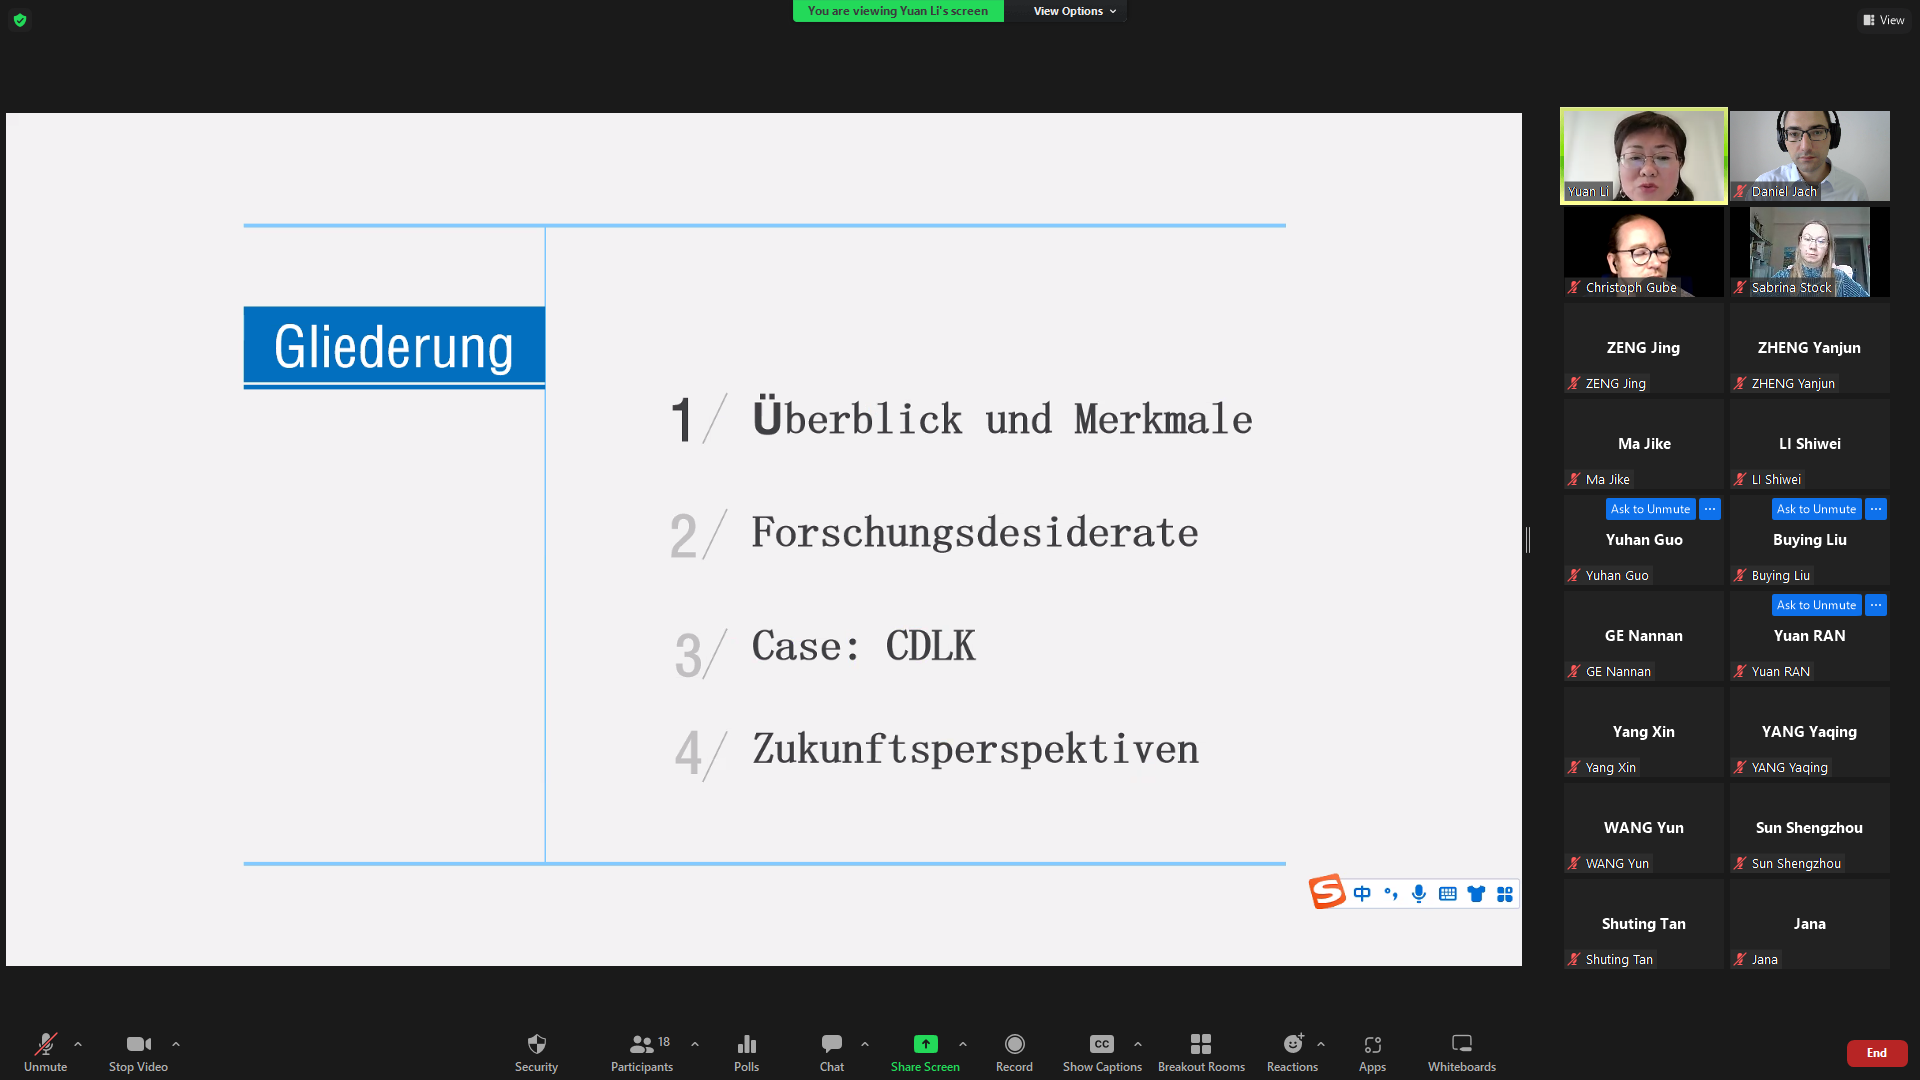 You are viewing Yuan Li's screen
View Options
View
Gliederung
1/ Überblick und Merkmale
2/ Forschungsdesiderate
3/ Case: CDLK
4/ Zukunftsperspektiven
S 中 °,
Yuan Li
Daniel Jach
Christoph Gube
Sabrina Stock
ZENG Jing
ZENG Jing
ZHENG Yanjun
ZHENG Yanjun
Ma Jike
Ma Jike
LI Shiwei
LI Shiwei
Ask to Unmute ...
Yuhan Guo
Yuhan Guo
Ask to Unmute ...
Buying Liu
Buying Liu
GE Nannan
GE Nannan
Ask to Unmute ...
Yuan RAN
Yuan RAN
Yang Xin
Yang Xin
YANG Yaqing
YANG Yaqing
WANG Yun
WANG Yun
Sun Shengzhou
Sun Shengzhou
Shuting Tan
Shuting Tan
Jana
Jana
Unmute
Stop Video
Security
Participants 18
Polls
Chat
Share Screen
Record
CC
Show Captions
Breakout Rooms
Reactions
Apps
Whiteboards
End